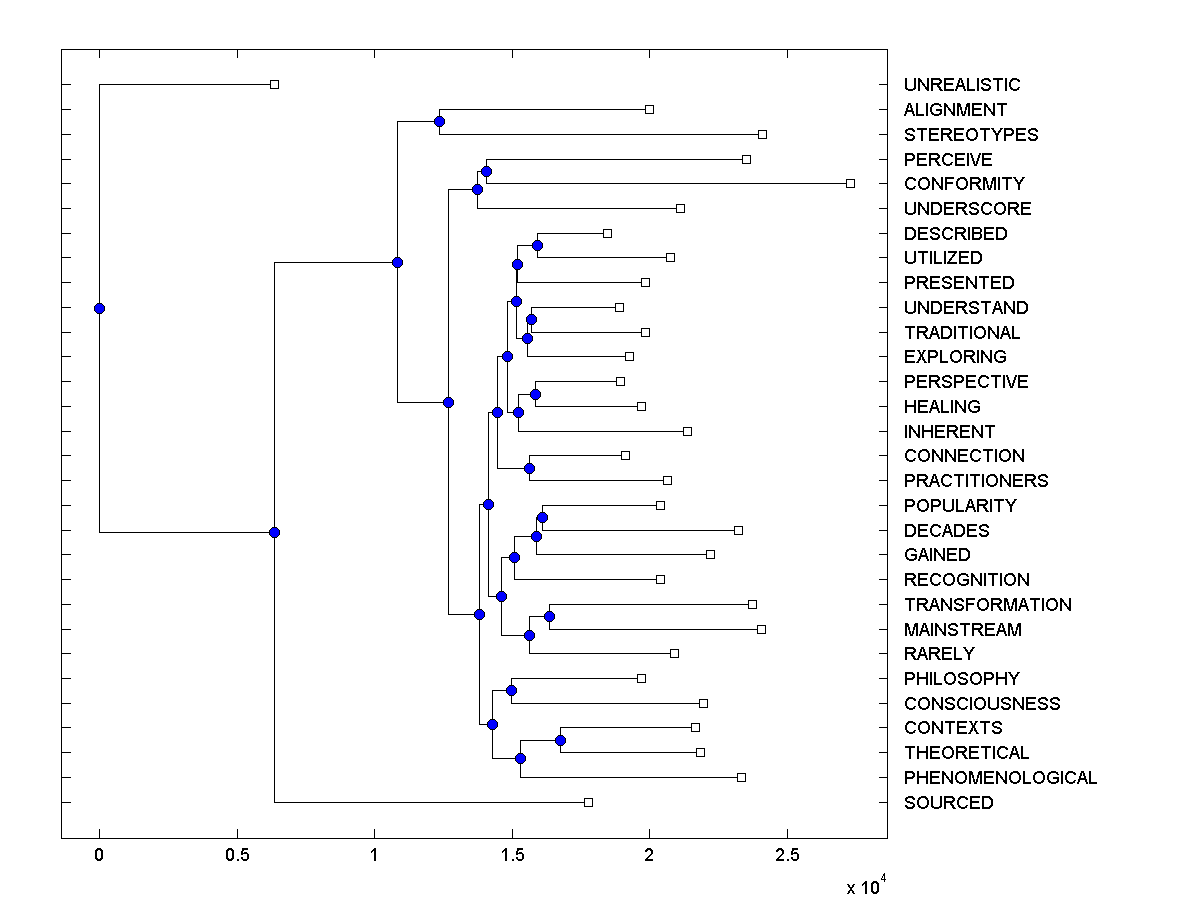 UNREALISTIC
ALIGNMENT
STEREOTYPES
PERCEIVE
CONFORMITY
UNDERSCORE
DESCRIBED
UTILIZED
PRESENTED
UNDERSTAND
TRADITIONAL
EXPLORING
PERSPECTIVE
HEALING
INHERENT
CONNECTION
PRACTITIONERS
POPULARITY
DECADES
GAINED
RECOGNITION
TRANSFORMATION
MAINSTREAM
RARELY
PHILOSOPHY
CONSCIOUSNESS
CONTEXTS
THEORETICAL
PHENOMENOLOGICAL
SOURCED
0 0.5 1 1.5 2 2.5
x 10^4